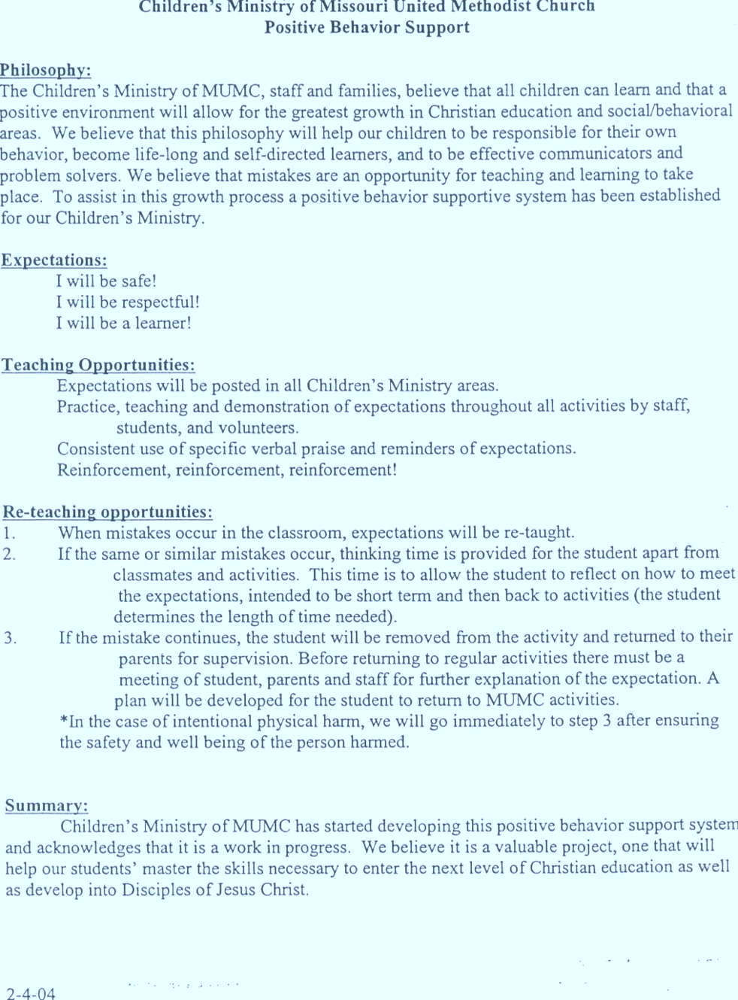 Children's Ministry of Missouri United Methodist Church
Positive Behavior Support
Philosophy:
The Children's Ministry of MUMC, staff and families, believe that all children can learn and that a
positive environment will allow for the greatest growth in Christian education and social/behavioral
areas. We believe that this philosophy will help our children to be responsible for their own
behavior, become life-long and self-directed learners, and to be effective communicators and
problem solvers. We believe that mistakes are an opportunity for teaching and learning to take
place. To assist in this growth process a positive behavior supportive system has been established
for our Children's Ministry.
Expectations:
I will be safe!
I will be respectful!
I will be a learner!
Teaching Opportunities:
Expectations will be posted in all Children's Ministry areas.
Practice, teaching and demonstration of expectations throughout all activities by staff,
students, and volunteers.
Consistent use of specific verbal praise and reminders of expectations.
Reinforcement, reinforcement, reinforcement!
Re-teaching opportunities:
1. When mistakes occur in the classroom, expectations will be re-taught.
2. If the same or similar mistakes occur, thinking time is provided for the student apart from
classmates and activities. This time is to allow the student to reflect on how to meet
the expectations, intended to be short term and then back to activities (the student
determines the length of time needed).
3. If the mistake continues, the student will be removed from the activity and returned to their
parents for supervision. Before returning to regular activities there must be a
meeting of student, parents and staff for further explanation of the expectation. A
plan will be developed for the student to return to MUMC activities.
*In the case of intentional physical harm, we will go immediately to step 3 after ensuring
the safety and well being of the person harmed.
Summary:
Children's Ministry of MUMC has started developing this positive behavior support system
and acknowledges that it is a work in progress. We believe it is a valuable project, one that will
help our students' master the skills necessary to enter the next level of Christian education as well
as develop into Disciples of Jesus Christ.
2-4-04